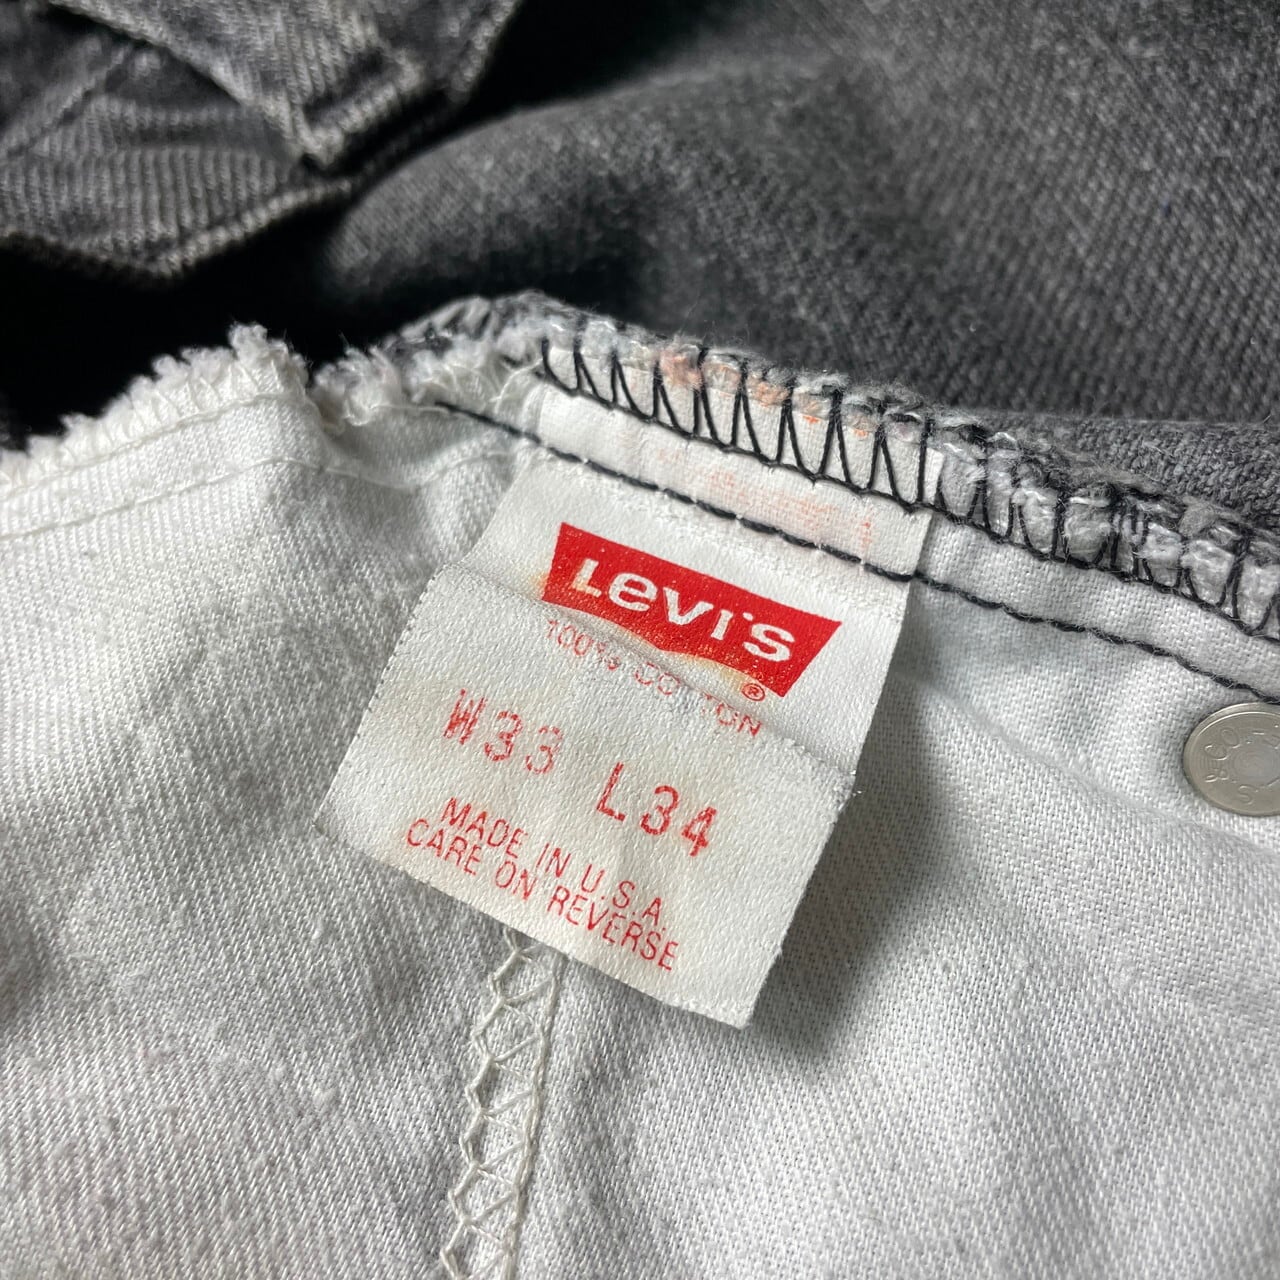 Levi's
®
100% COTTON
W33 L34
MADE IN U.S.A.
CARE ON REVERSE